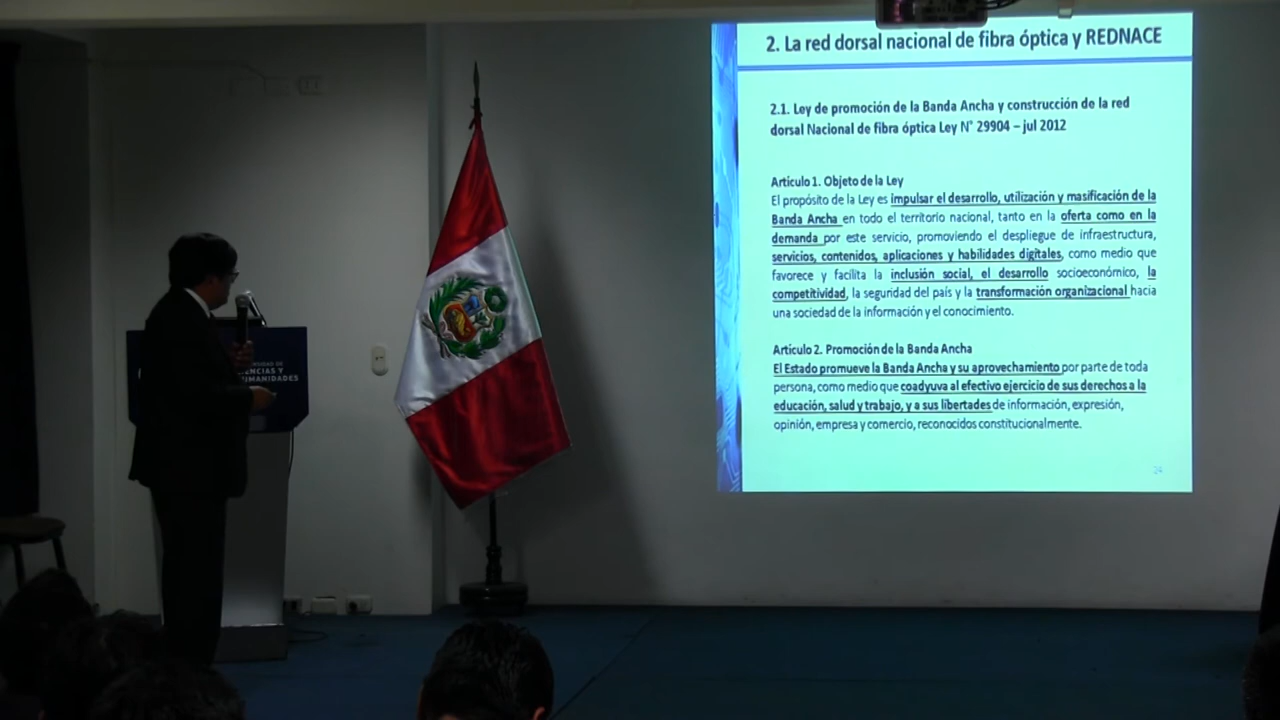 2. La red dorsal nacional de fibra óptica y REDNACE
2.1. Ley de promoción de la Banda Ancha y construcción de la red
dorsal Nacional de fibra óptica Ley N° 29904 – jul 2012
Artículo 1. Objeto de la Ley
El propósito de la Ley es impulsar el desarrollo, utilización y masificación de la
Banda Ancha en todo el territorio nacional, tanto en la oferta como en la
demanda por este servicio, promoviendo el despliegue de infraestructura,
servicios, contenidos, aplicaciones y habilidades digitales, como medio que
favorece y facilita la inclusión social, el desarrollo socioeconómico, la
competitividad, la seguridad del país y la transformación organizacional hacia
una sociedad de la información y el conocimiento.
Artículo 2. Promoción de la Banda Ancha
El Estado promueve la Banda Ancha y su aprovechamiento por parte de toda
persona, como medio que coadyuva al efectivo ejercicio de sus derechos a la
educación, salud y trabajo, y a sus libertades de información, expresión,
opinión, empresa y comercio, reconocidos constitucionalmente.
24